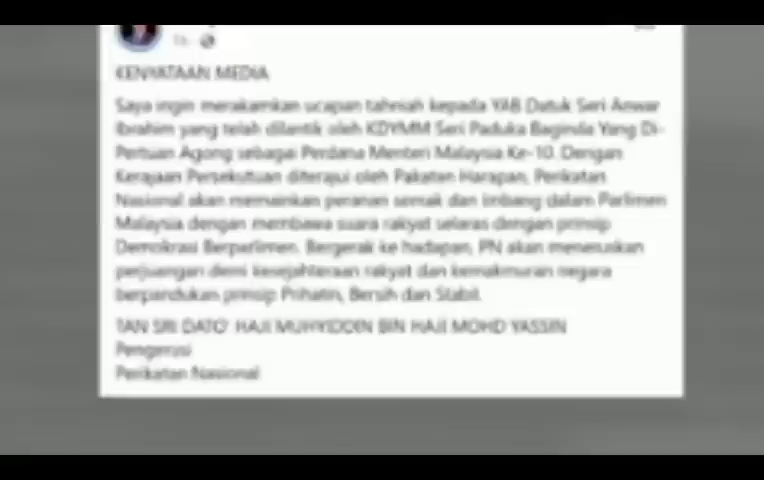 KENYATAAN MEDIA
Saya ingin merakamkan ucapan tahniah kepada YAB Datuk Seri Anwar
Ibrahim yang telah dilantik oleh KDYMM Seri Paduka Baginda Yang Di-
Pertuan Agong sebagai Perdana Menteri Malaysia Ke-10. Dengan
Kerajaan Persekutuan diterajui oleh Pakatan Harapan, Perikatan
Nasional akan memainkan peranan semak dan imbang dalam Parlimen
Malaysia dengan membawa suara rakyat selaras dengan prinsip
Demokrasi Berparlimen. Bergerak ke hadapan, PN akan meneruskan
perjuangan demi kesejahteraan rakyat dan kemakmuran negara
berpandukan prinsip Prihatin, Bersih dan Stabil.
TAN SRI DATO' HAJI MUHYIDDIN BIN HAJI MOHD YASSIN
Pengerusi
Perikatan Nasional